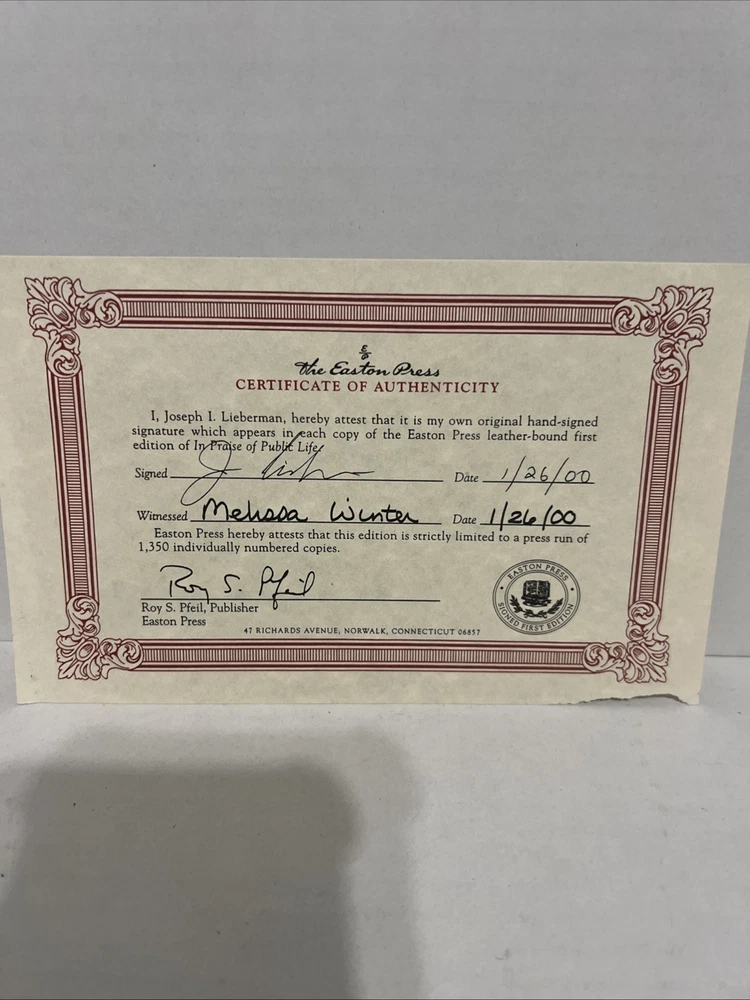 E/P
the Easton Press
CERTIFICATE OF AUTHENTICITY
I, Joseph I. Lieberman, hereby attest that it is my own original hand-signed
signature which appears in each copy of the Easton Press leather-bound first
edition of In Praise of Public Life.
Signed Date 1/26/00
Witnessed Melissa Winter Date 1/26/00
Easton Press hereby attests that this edition is strictly limited to a press run of
1,350 individually numbered copies.
Roy S. Pfeil
Roy S. Pfeil, Publisher
Easton Press
47 RICHARDS AVENUE, NORWALK, CONNECTICUT 06857
EASTON PRESS
SIGNED FIRST EDITION